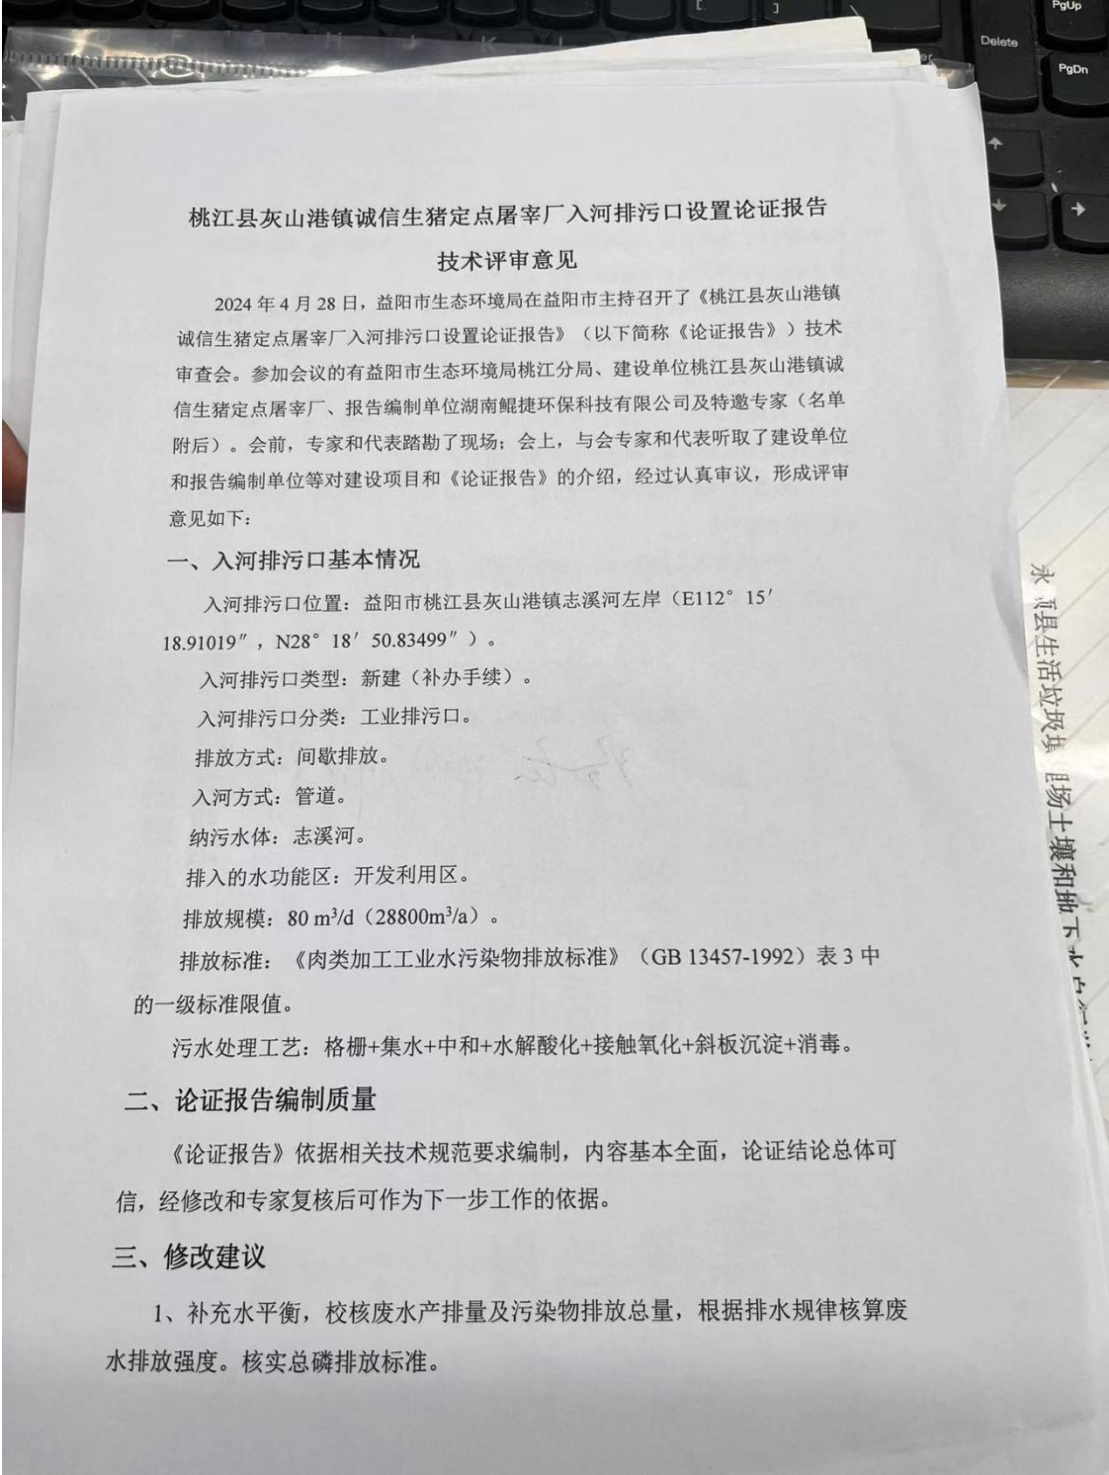 Delete
PgUp
PgDn
桃江县灰山港镇诚信生猪定点屠宰厂入河排污口设置论证报告
技术评审意见
2024 年 4 月 28 日，益阳市生态环境局在益阳市主持召开了《桃江县灰山港镇
诚信生猪定点屠宰厂入河排污口设置论证报告》（以下简称《论证报告》）技术
审查会。参加会议的有益阳市生态环境局桃江分局、建设单位桃江县灰山港镇诚
信生猪定点屠宰厂、报告编制单位湖南鲲捷环保科技有限公司及特邀专家（名单
附后）。会前，专家和代表踏勘了现场；会上，与会专家和代表听取了建设单位
和报告编制单位等对建设项目和《论证报告》的介绍，经过认真审议，形成评审
意见如下：
一、入河排污口基本情况
入河排污口位置：益阳市桃江县灰山港镇志溪河左岸（E112° 15′
18.91019″，N28° 18′ 50.83499″）。
入河排污口类型：新建（补办手续）。
入河排污口分类：工业排污口。
排放方式：间歇排放。
入河方式：管道。
纳污水体：志溪河。
排入的水功能区：开发利用区。
排放规模：80 m³/d（28800m³/a）。
排放标准：《肉类加工工业水污染物排放标准》（GB 13457-1992）表 3 中
的一级标准限值。
污水处理工艺：格栅+集水+中和+水解酸化+接触氧化+斜板沉淀+消毒。
二、论证报告编制质量
《论证报告》依据相关技术规范要求编制，内容基本全面，论证结论总体可
信，经修改和专家复核后可作为下一步工作的依据。
三、修改建议
1、补充水平衡，校核废水产排量及污染物排放总量，根据排水规律核算废
水排放强度。核实总磷排放标准。
县生活垃圾填 场土壤和地下水